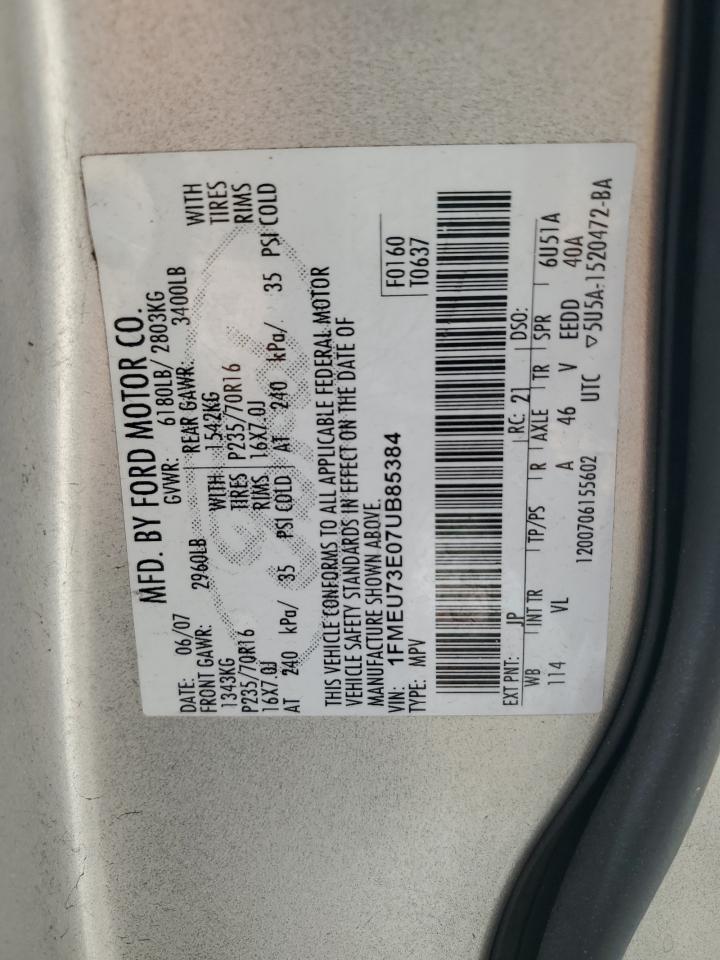 MFD. BY FORD MOTOR CO.
DATE: 06/07 GVWR: 6180LB/ 2803KG
FRONT GAWR: 2960LB REAR GAWR: 3400LB
1343KG WITH 1542KG WITH
P235/70R16 TIRES P235/70R16 TIRES
16X7.0J RIMS 16X7.0J RIMS
AT 240 kPa/ 35 PSI COLD AT 240 kPa/ 35 PSI COLD
THIS VEHICLE CONFORMS TO ALL APPLICABLE FEDERAL MOTOR
VEHICLE SAFETY STANDARDS IN EFFECT ON THE DATE OF
MANUFACTURE SHOWN ABOVE.
VIN: 1FMEU73E07UB85384 F0160
TYPE: MPV T0637
EXT PNT: JP RC: 21 DSO:
WB INT TR TP/PS R AXLE TR SPR 6U51A
114 VL A 46 V EEDD 40A
1200706155602 UTC ▽5U5A-1520472-BA